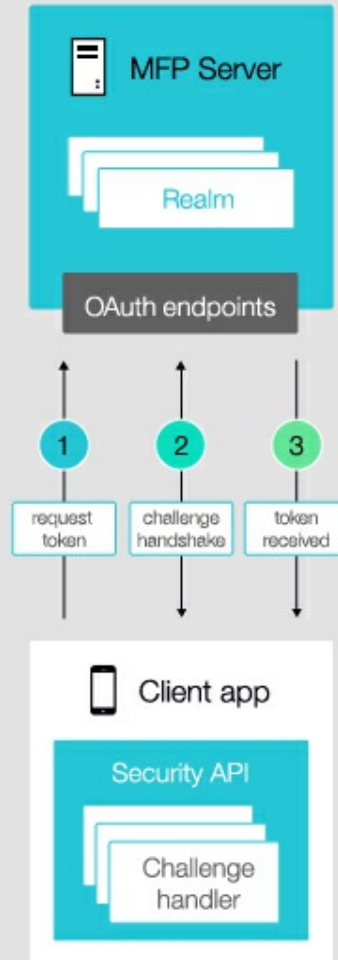 MFP Server
Realm
OAuth endpoints
1
2
3
request
token
challenge
handshake
token
received
Client app
Security API
Challenge
handler